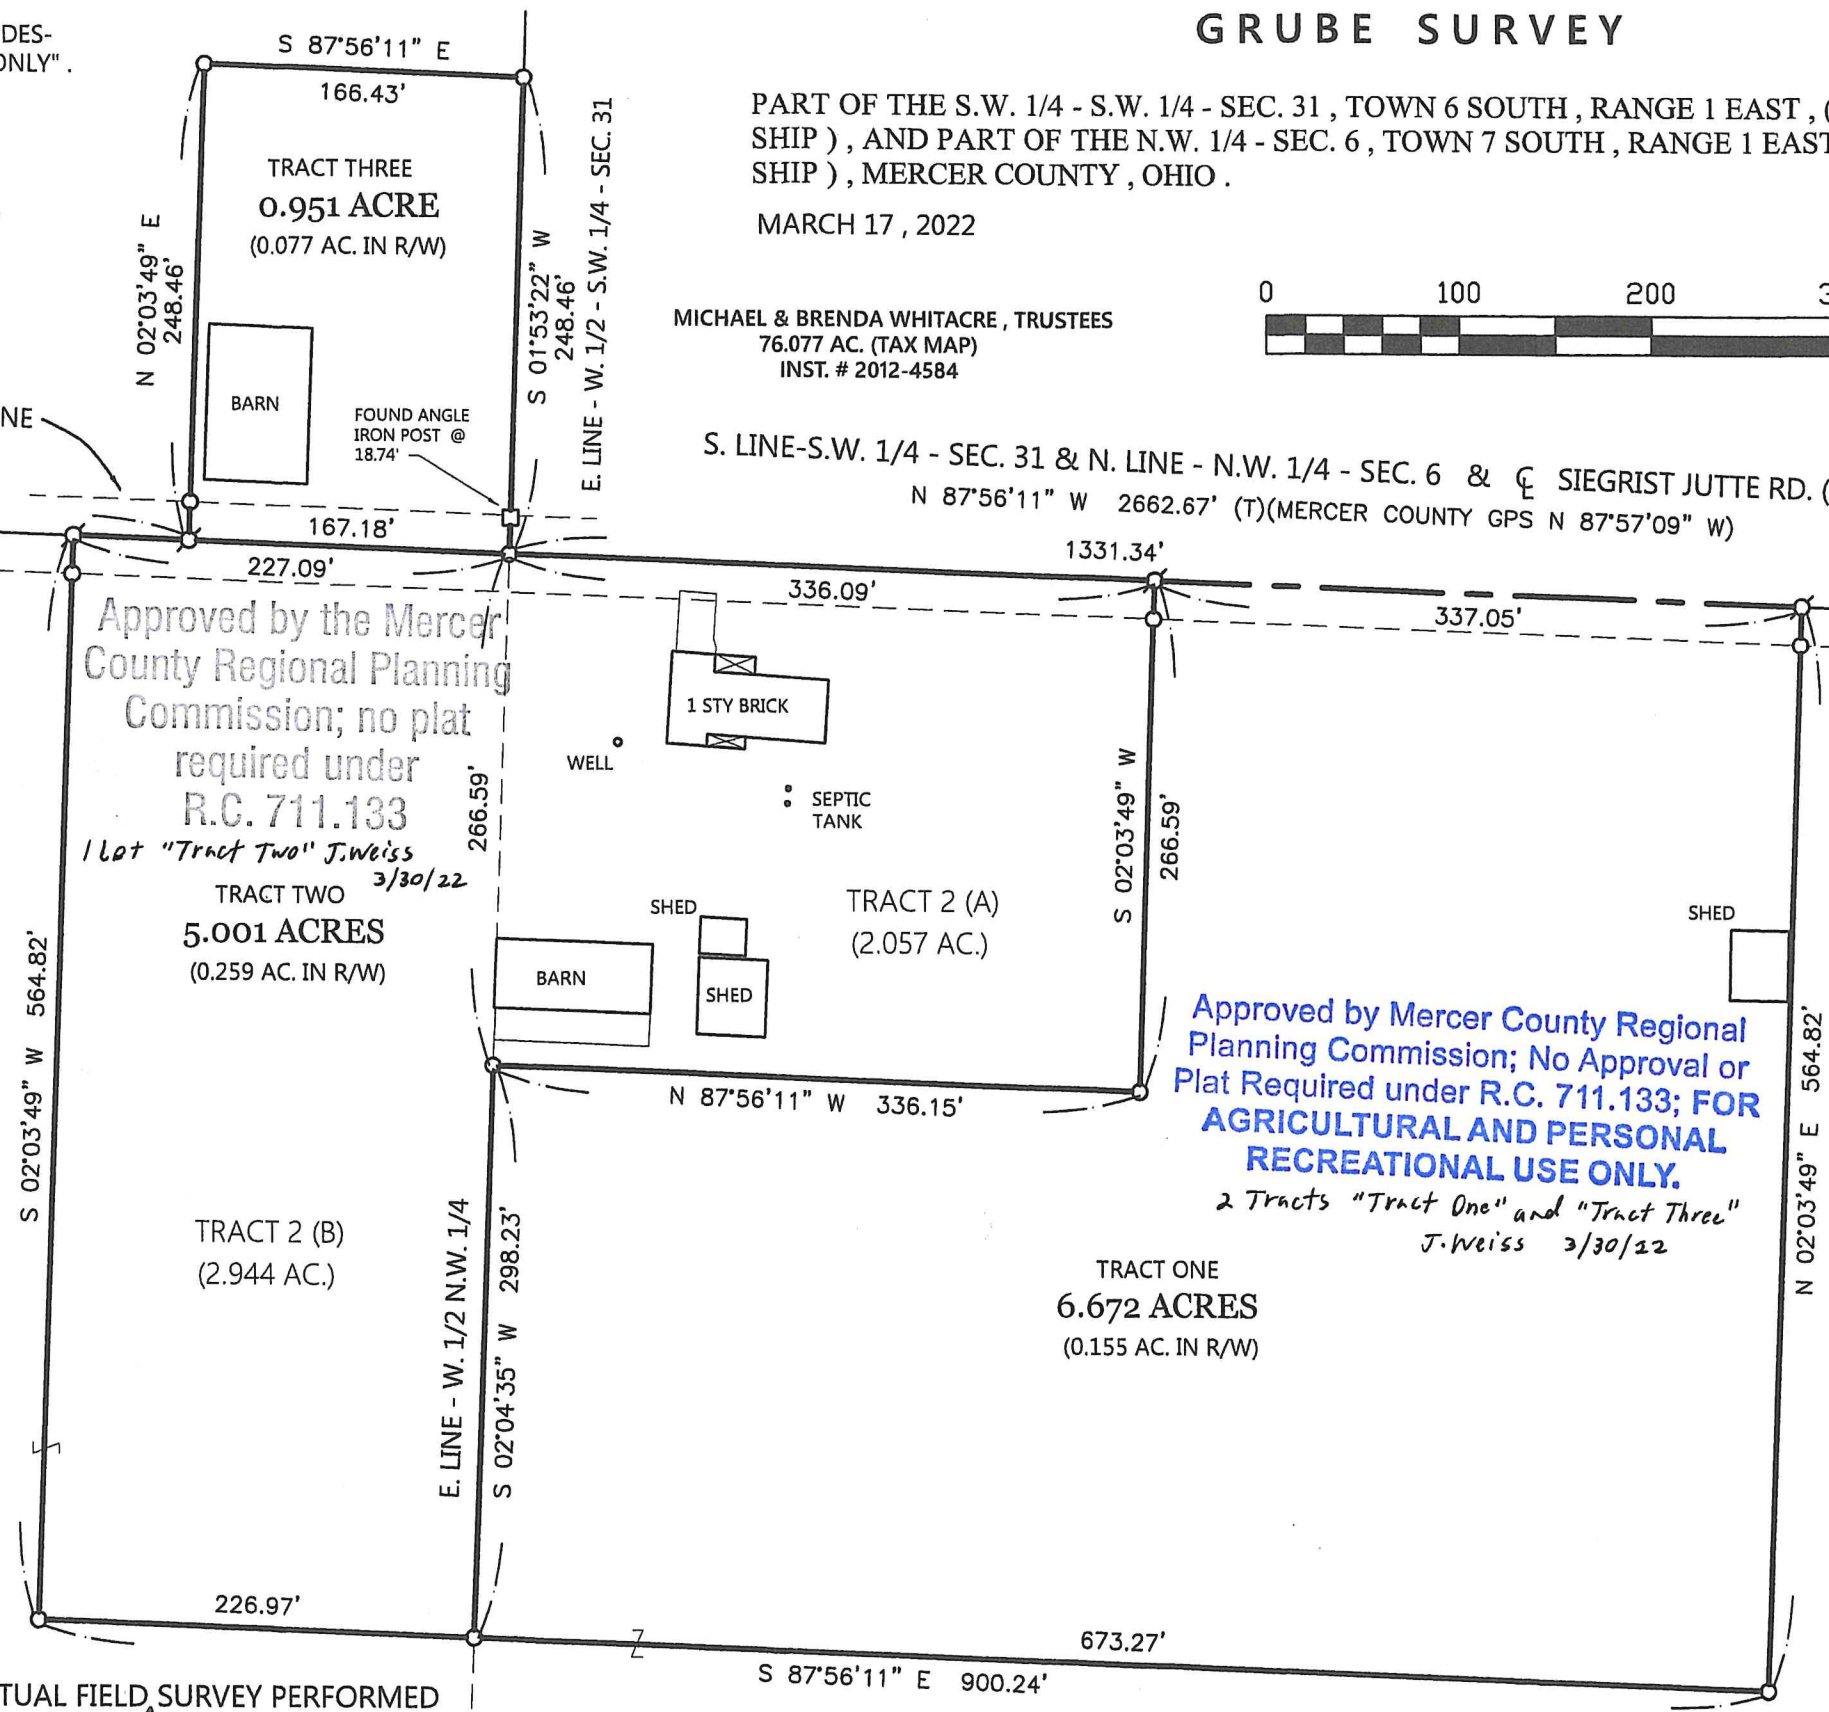 DES-
ONLY" .
GRUBE SURVEY
PART OF THE S.W. 1/4 - S.W. 1/4 - SEC. 31 , TOWN 6 SOUTH , RANGE 1 EAST , (
SHIP ) , AND PART OF THE N.W. 1/4 - SEC. 6 , TOWN 7 SOUTH , RANGE 1 EAST
SHIP ) , MERCER COUNTY , OHIO .
MARCH 17 , 2022
0 100 200 3
MICHAEL & BRENDA WHITACRE , TRUSTEES
76.077 AC. (TAX MAP)
INST. # 2012-4584
S 87°56'11" E
166.43'
TRACT THREE
0.951 ACRE
(0.077 AC. IN R/W)
N 02°03'49" E
248.46'
S 01°53'22" W
248.46'
E. LINE - W. 1/2 - S.W. 1/4 - SEC. 31
BARN
FOUND ANGLE
IRON POST @
18.74'
NE
S. LINE-S.W. 1/4 - SEC. 31 & N. LINE - N.W. 1/4 - SEC. 6 & ℄ SIEGRIST JUTTE RD. (
N 87°56'11" W 2662.67' (T)(MERCER COUNTY GPS N 87°57'09" W)
167.18'
227.09'
1331.34'
336.09'
337.05'
Approved by the Mercer
County Regional Planning
Commission; no plat
required under
R.C. 711.133
1 Lot "Tract Two" J.Weiss
3/30/22
TRACT TWO
5.001 ACRES
(0.259 AC. IN R/W)
266.59'
1 STY BRICK
WELL
SEPTIC
TANK
SHED
SHED
BARN
TRACT 2 (A)
(2.057 AC.)
S 02°03'49" W
266.59'
SHED
N 87°56'11" W 336.15'
Approved by Mercer County Regional
Planning Commission; No Approval or
Plat Required under R.C. 711.133; FOR
AGRICULTURAL AND PERSONAL
RECREATIONAL USE ONLY.
2 Tracts "Tract One" and "Tract Three"
J.Weiss 3/30/22
S 02°03'49" W 564.82'
TRACT 2 (B)
(2.944 AC.)
E. LINE - W. 1/2 N.W. 1/4
S 02°04'35" W 298.23'
TRACT ONE
6.672 ACRES
(0.155 AC. IN R/W)
N 02°03'49" E 564.82'
226.97'
673.27'
S 87°56'11" E 900.24'
TUAL FIELD SURVEY PERFORMED